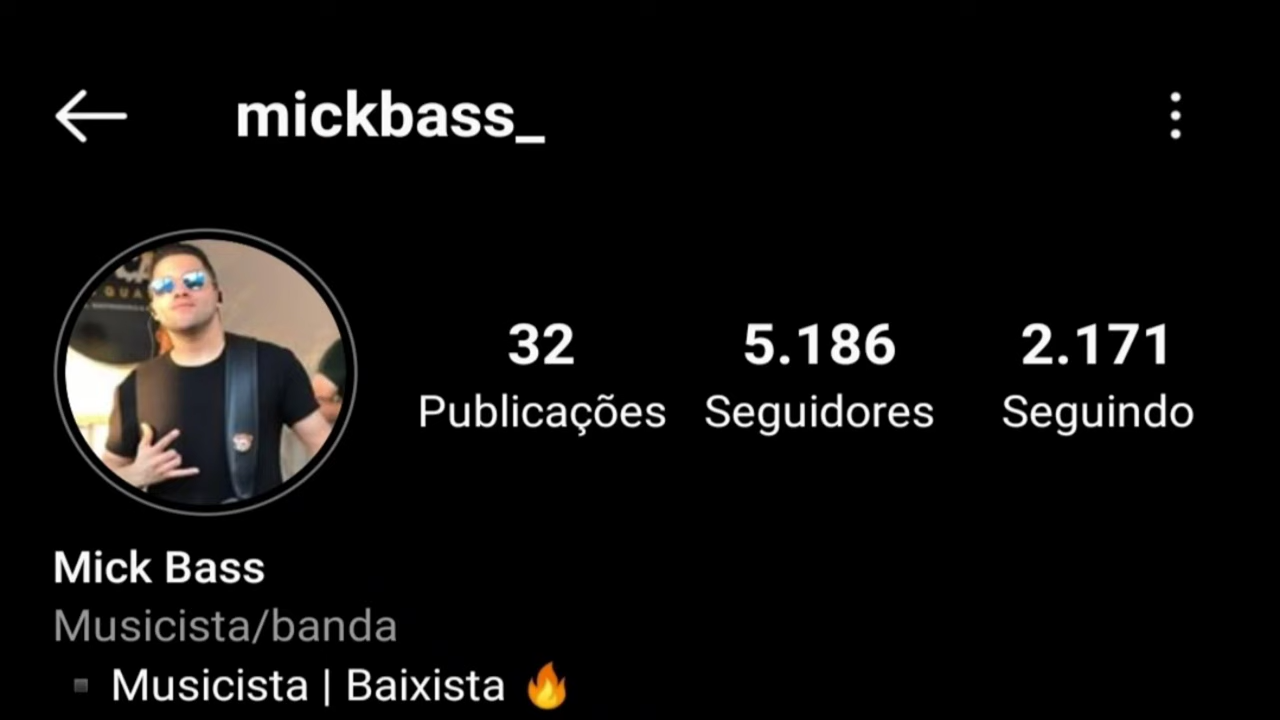 mickbass_
32 5.186 2.171
Publicações Seguidores Seguindo
Mick Bass
Musicista/banda
▪️ Musicista | Baixista 🔥